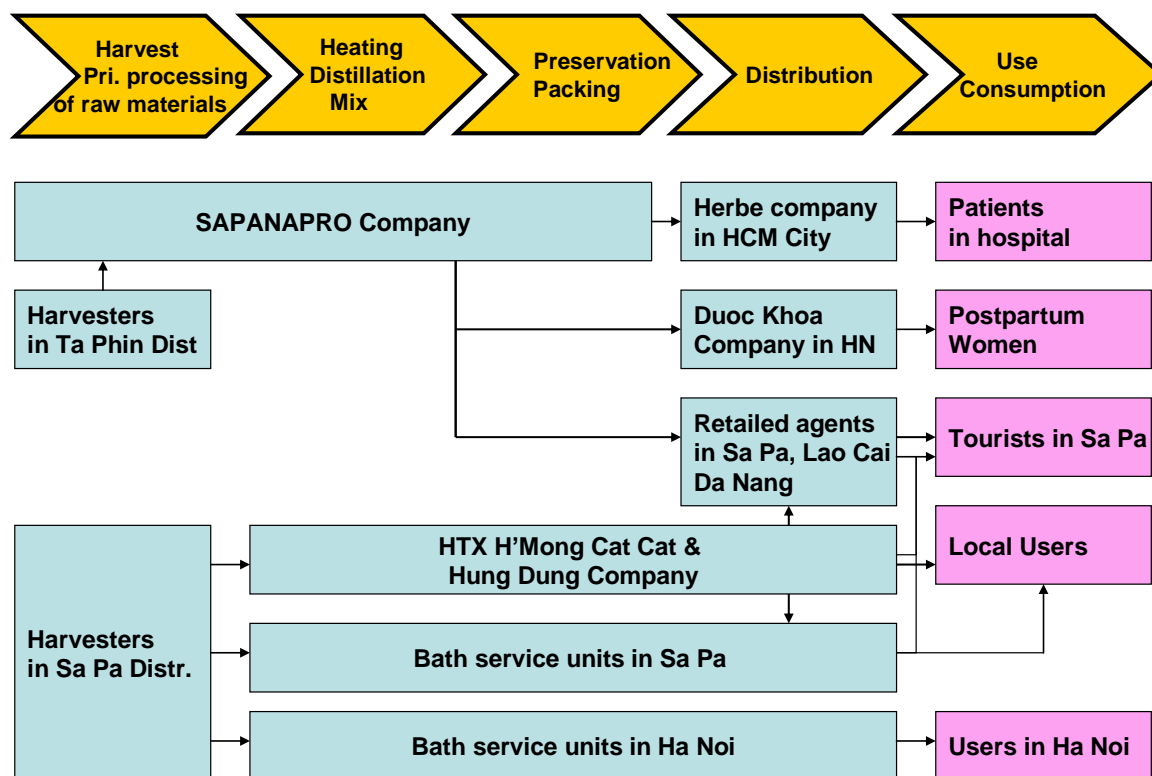 Harvest
Pri. processing
of raw materials
Heating
Distillation
Mix
Preservation
Packing
Distribution
Use
Consumption
SAPANAPRO Company
Herbe company
in HCM City
Patients
in hospital
Harvesters
in Ta Phin Dist
Duoc Khoa
Company in HN
Postpartum
Women
Retailed agents
in Sa Pa, Lao Cai
Da Nang
Tourists in Sa Pa
HTX H’Mong Cat Cat &
Hung Dung Company
Local Users
Harvesters
in Sa Pa Distr.
Bath service units in Sa Pa
Bath service units in Ha Noi
Users in Ha Noi